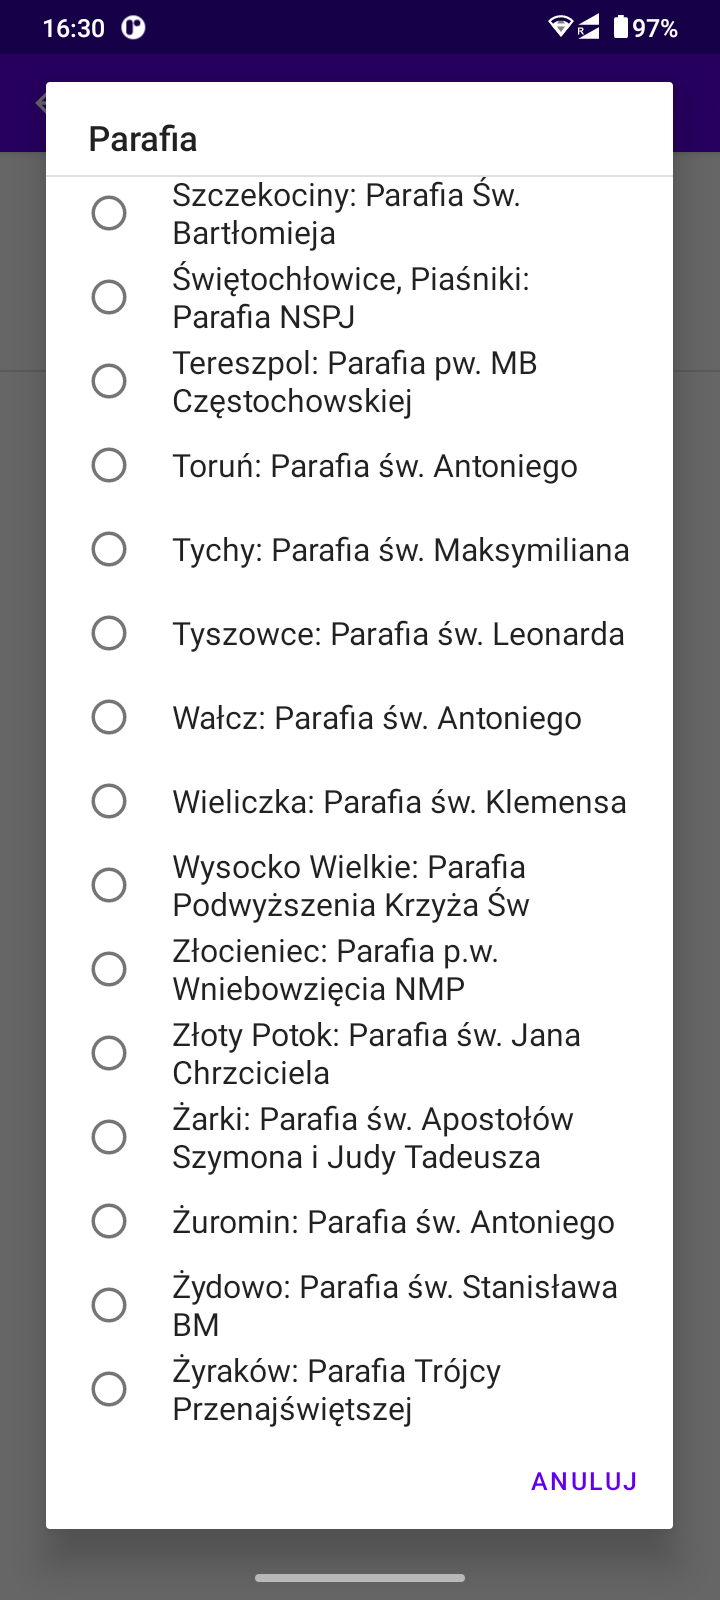 16:30
97%
Parafia
Szczekociny: Parafia Św.
Bartłomieja
Świętochłowice, Piaśniki:
Parafia NSPJ
Tereszpol: Parafia pw. MB
Częstochowskiej
Toruń: Parafia św. Antoniego
Tychy: Parafia św. Maksymiliana
Tyszowce: Parafia św. Leonarda
Wałcz: Parafia św. Antoniego
Wieliczka: Parafia św. Klemensa
Wysocko Wielkie: Parafia
Podwyższenia Krzyża Św
Złocieniec: Parafia p.w.
Wniebowzięcia NMP
Złoty Potok: Parafia św. Jana
Chrzciciela
Żarki: Parafia św. Apostołów
Szymona i Judy Tadeusza
Żuromin: Parafia św. Antoniego
Żydowo: Parafia św. Stanisława
BM
Żyraków: Parafia Trójcy
Przenajświętszej
ANULUJ